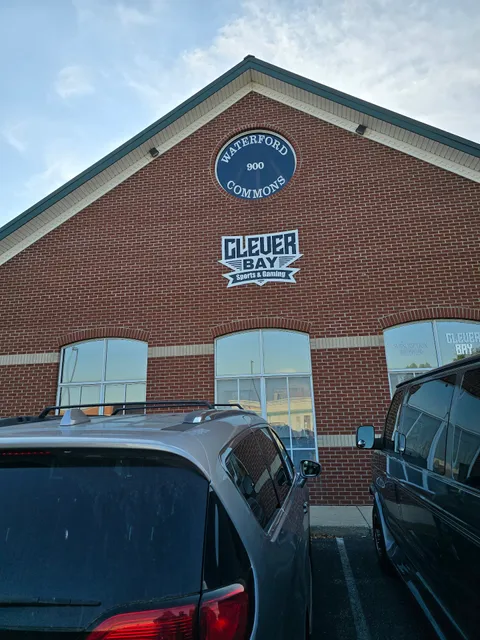 WATERFORD
900
COMMONS
CLEVER
BAY
Sports & Gaming
CLEVER
BAY